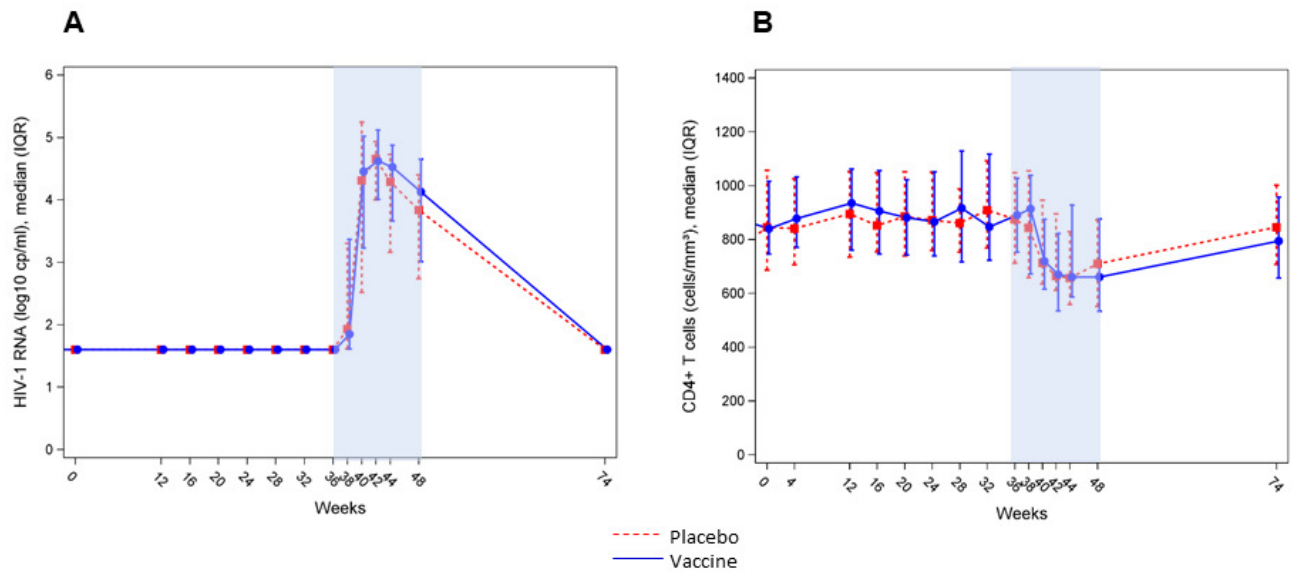 A
B
HIV-1 RNA (log10 cp/ml), median (IQR)
6
5
4
3
2
1
0
0 12 16 20 24 28 32 36 38 40 42 44 48 74
Weeks
CD4+ T cells (cells/mm³), median (IQR)
1400
1200
1000
800
600
400
200
0
0 4 12 16 20 24 28 32 36 38 40 42 44 48 74
Weeks
Placebo
Vaccine